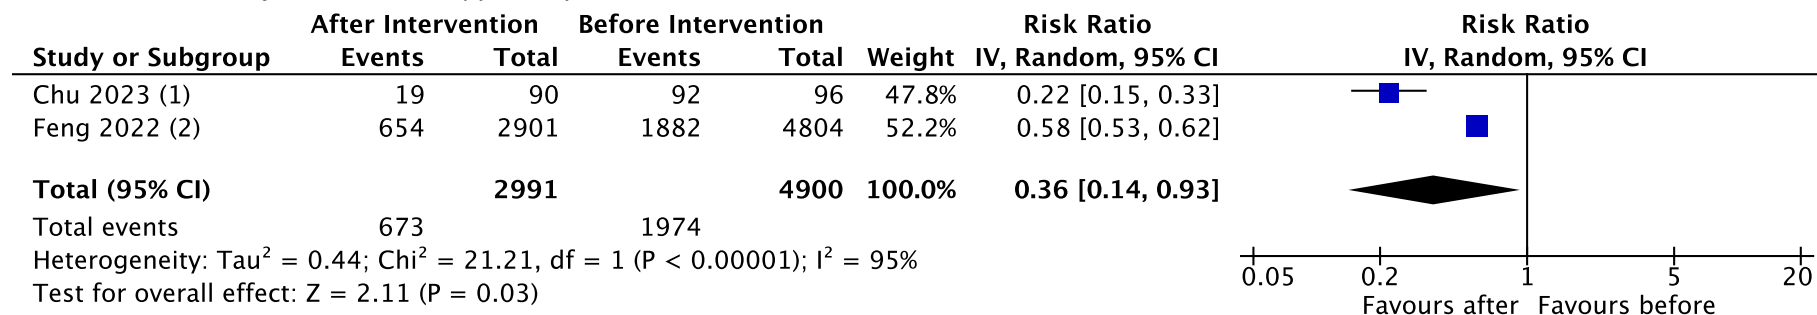 After Intervention Before Intervention Risk Ratio Risk Ratio
Study or Subgroup Events Total Events Total Weight IV, Random, 95% CI IV, Random, 95% CI
Chu 2023 (1) 19 90 92 96 47.8% 0.22 [0.15, 0.33]
Feng 2022 (2) 654 2901 1882 4804 52.2% 0.58 [0.53, 0.62]
Total (95% CI) 2991 4900 100.0% 0.36 [0.14, 0.93]
Total events 673 1974
Heterogeneity: Tau² = 0.44; Chi² = 21.21, df = 1 (P < 0.00001); I² = 95%
Test for overall effect: Z = 2.11 (P = 0.03)
0.05 0.2 1 5 20
Favours after Favours before